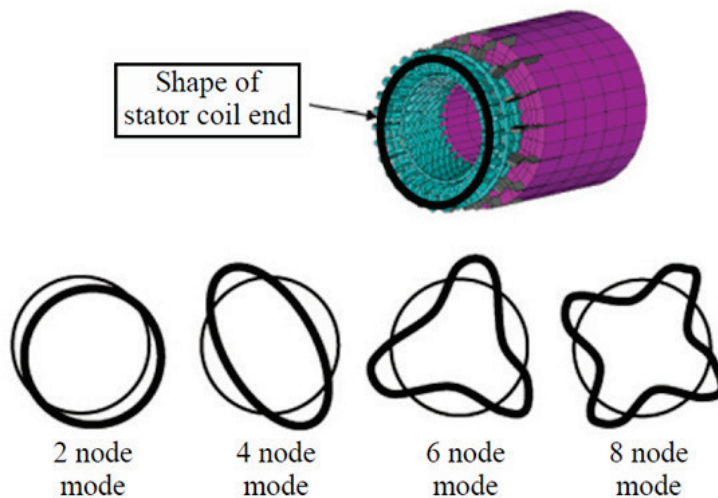 Shape of
stator coil end
2 node
mode
4 node
mode
6 node
mode
8 node
mode